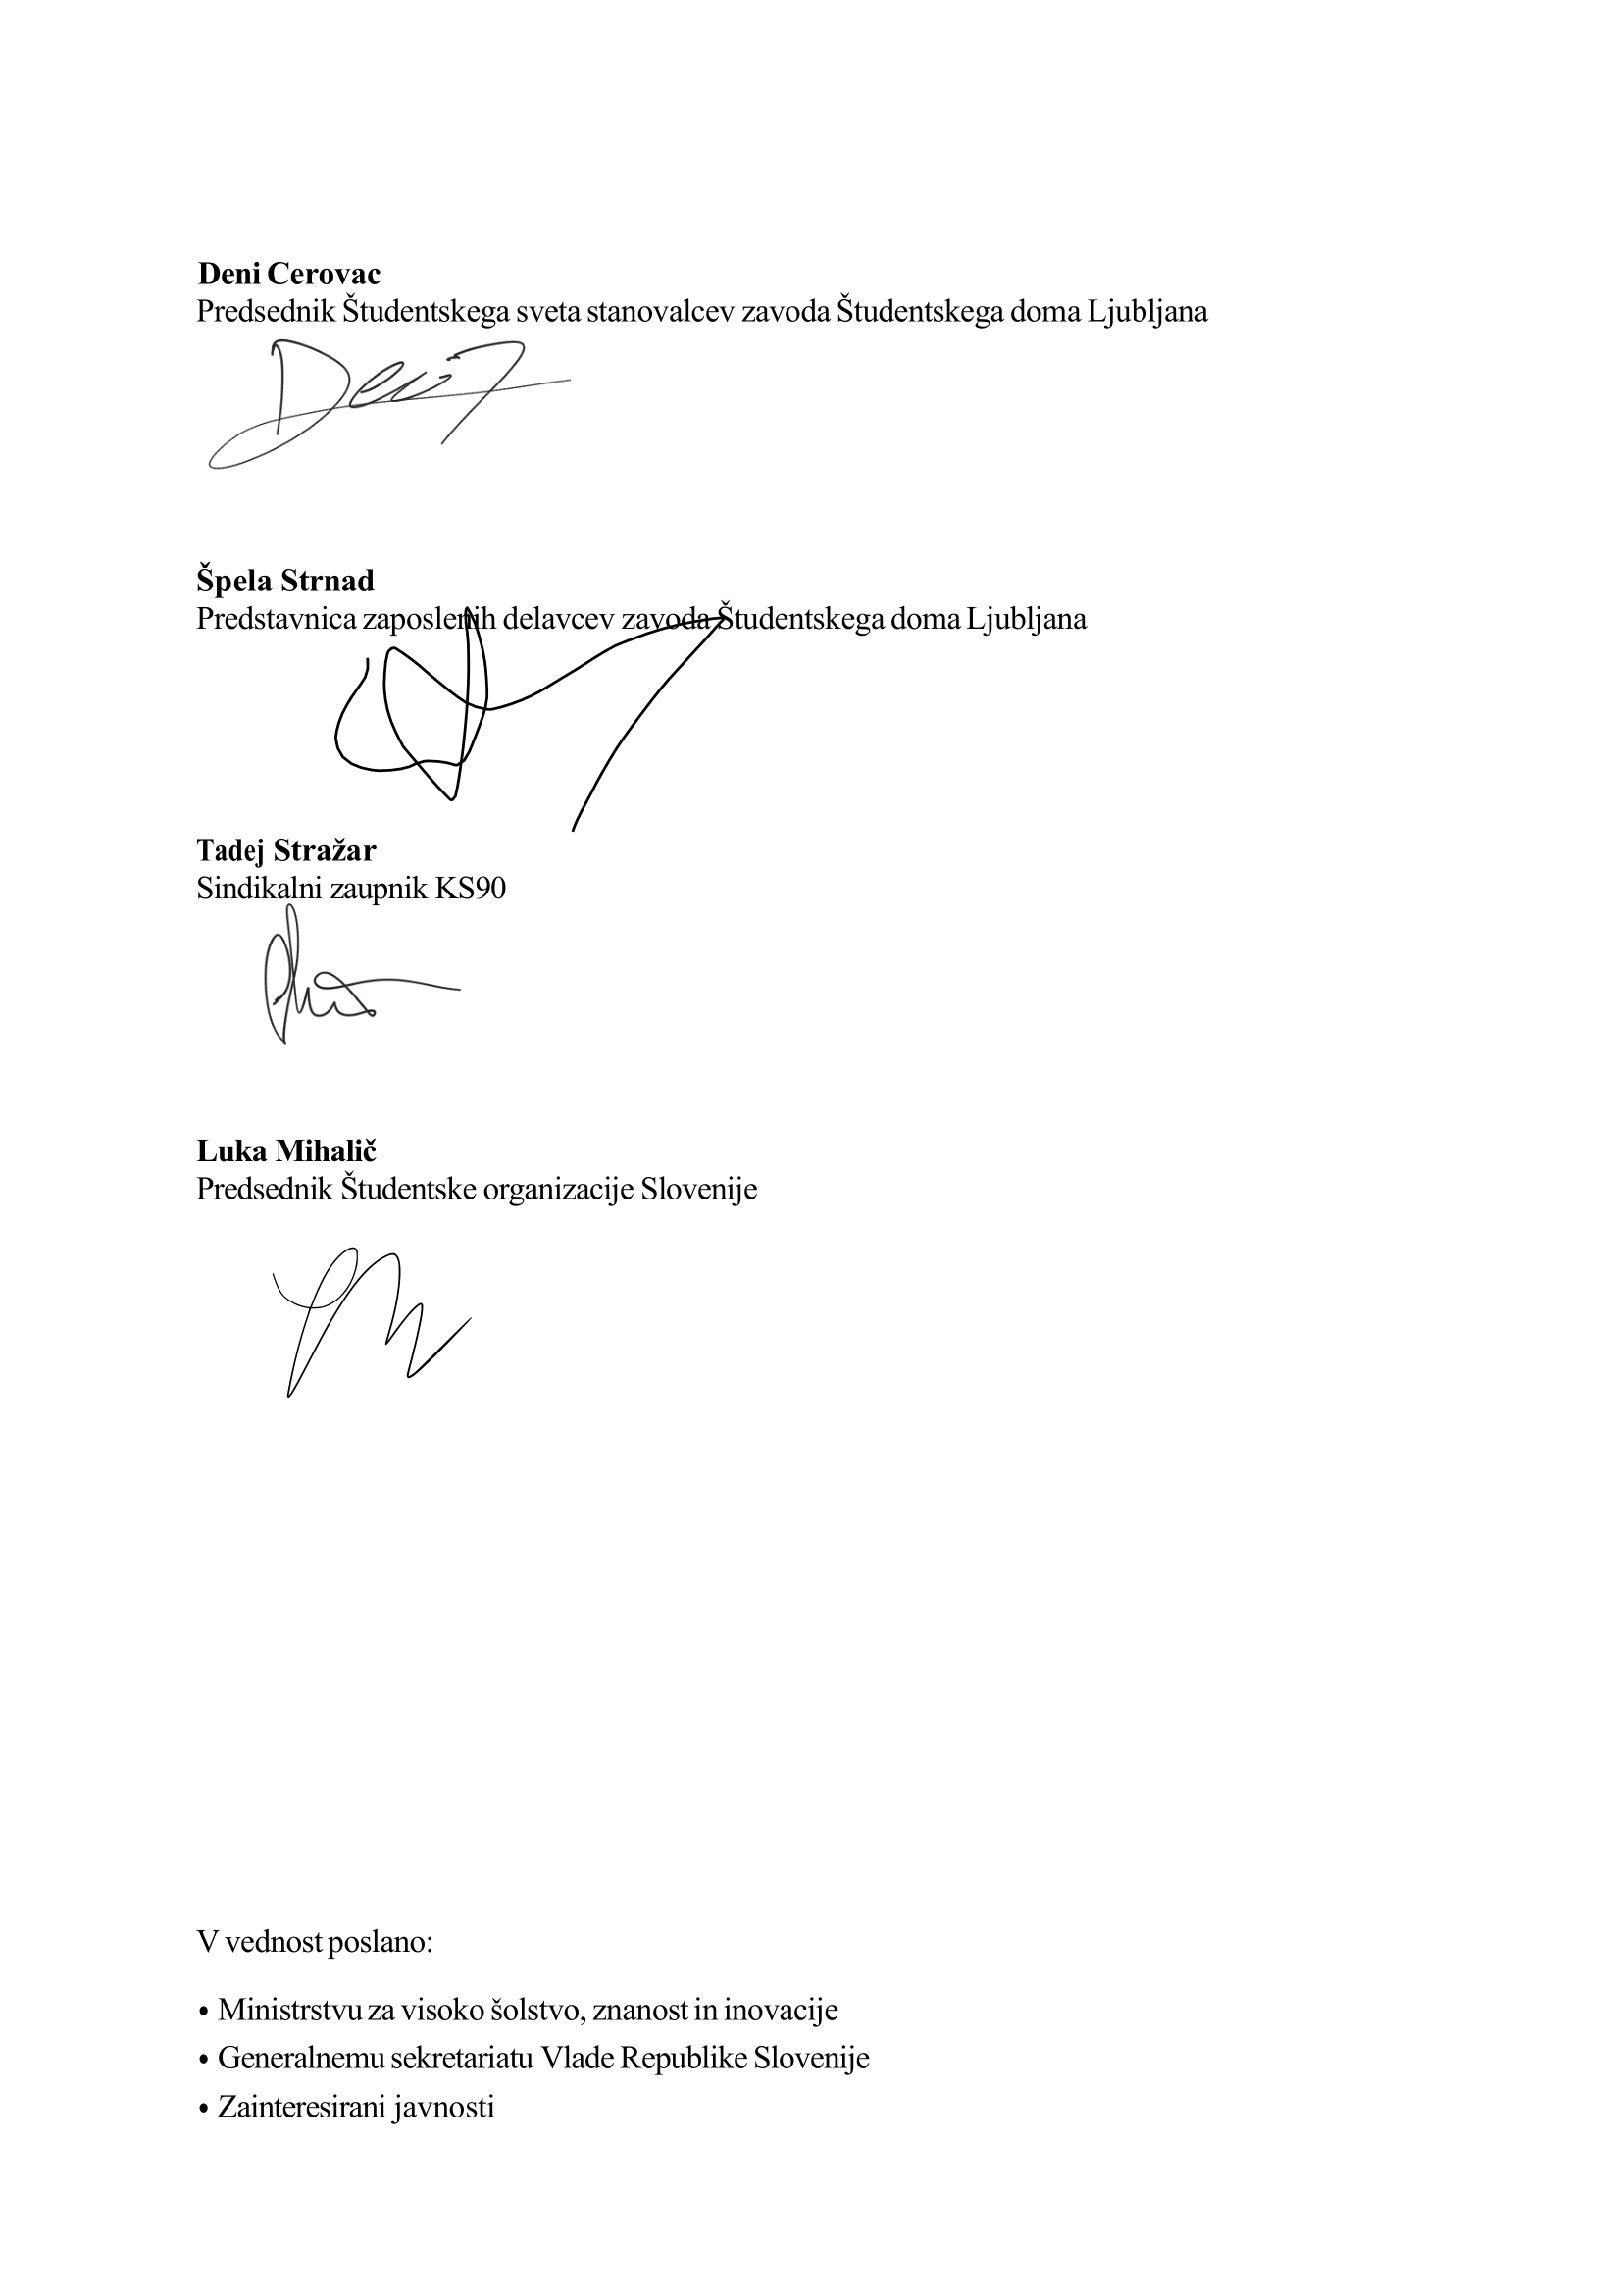 Deni Cerovac
Predsednik Študentskega sveta stanovalcev zavoda Študentskega doma Ljubljana
Deni
Špela Strnad
Predstavnica zaposlenih delavcev zavoda Študentskega doma Ljubljana
Tadej Stražar
Sindikalni zaupnik KS90
Luka Mihalič
Predsednik Študentske organizacije Slovenije
V vednost poslano:
• Ministrstvu za visoko šolstvo, znanost in inovacije
• Generalnemu sekretariatu Vlade Republike Slovenije
• Zainteresirani javnosti